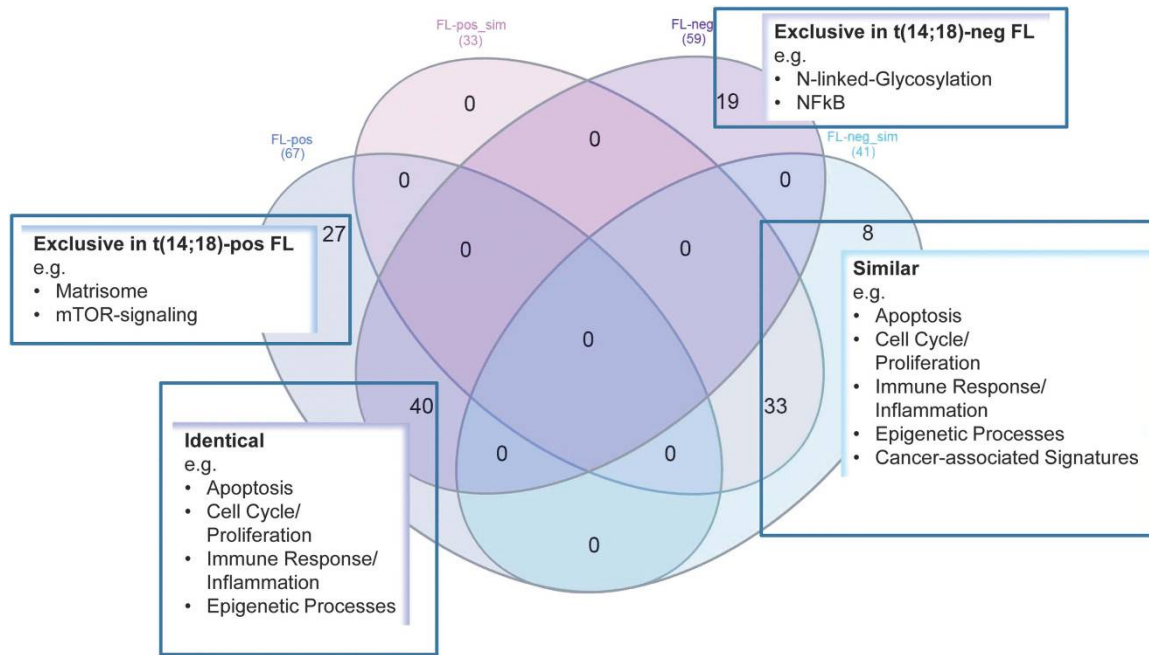 FL-pos_sim
(33)
FL-neg
(59)
Exclusive in t(14;18)-neg FL
e.g.
• N-linked-Glycosylation
• NFkB
0
19
0
FL-pos
(67)
FL-neg_sim
(41)
0
0
27
8
Exclusive in t(14;18)-pos FL
e.g.
• Matrisome
• mTOR-signaling
0
0
Similar
e.g.
• Apoptosis
• Cell Cycle/
Proliferation
• Immune Response/
Inflammation
• Epigenetic Processes
• Cancer-associated Signatures
0
40
33
Identical
e.g.
• Apoptosis
• Cell Cycle/
Proliferation
• Immune Response/
Inflammation
• Epigenetic Processes
0
0
0